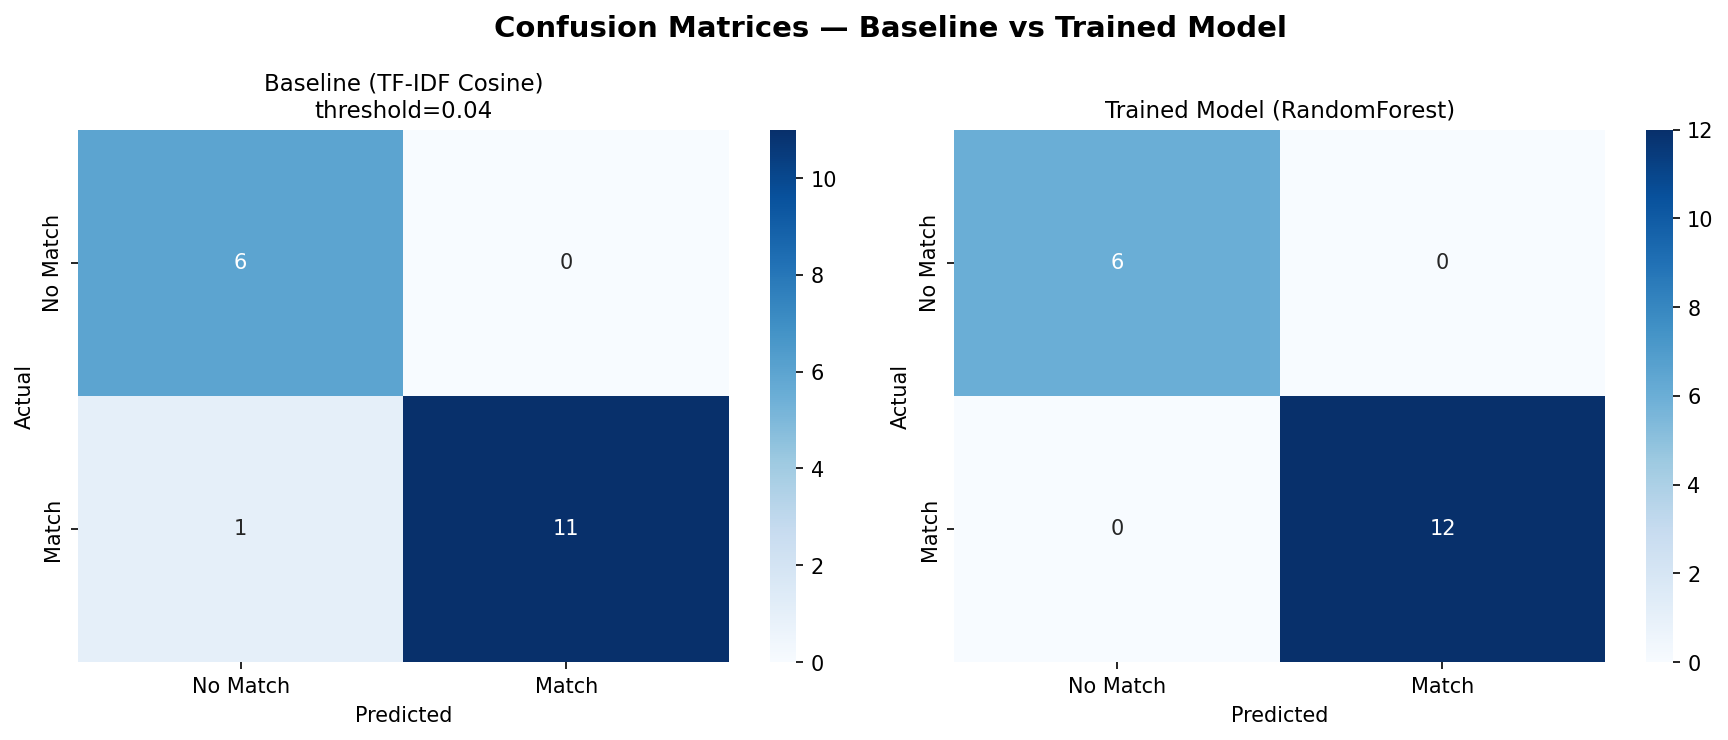 Confusion Matrices — Baseline vs Trained Model
Baseline (TF-IDF Cosine)
threshold=0.04
Actual
No Match
Match
6
0
1
11
No Match
Match
Predicted
10
8
6
4
2
0
Trained Model (RandomForest)
Actual
No Match
Match
6
0
0
12
No Match
Match
Predicted
12
10
8
6
4
2
0